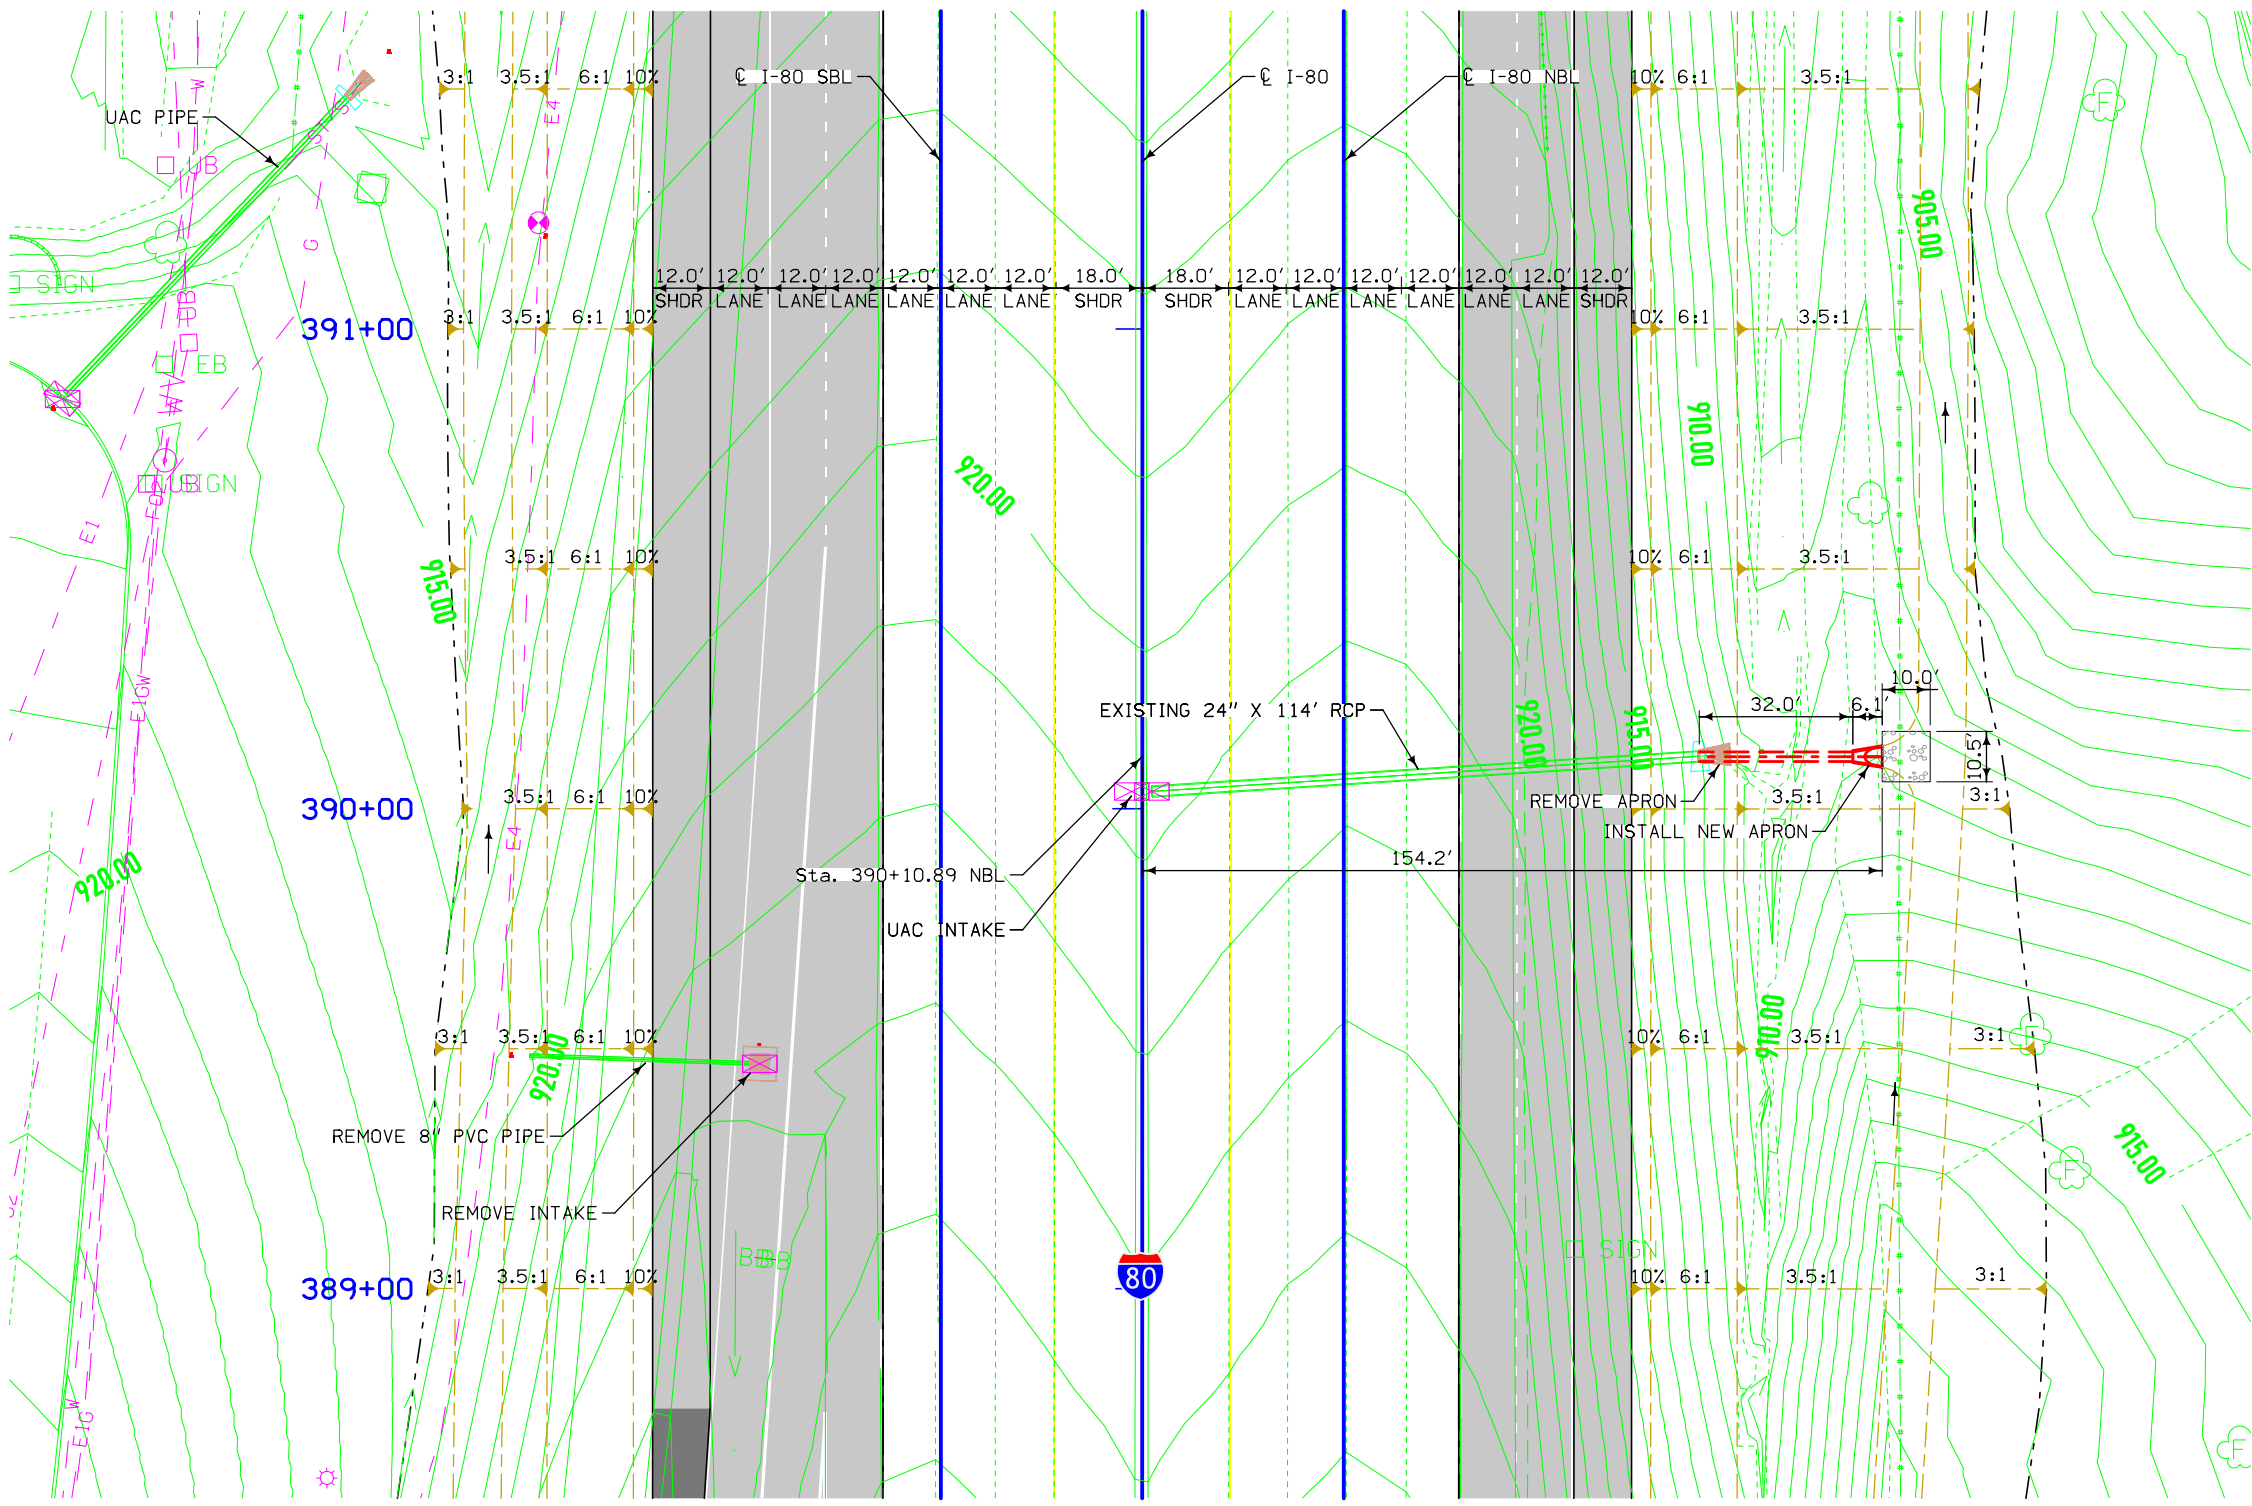 3:1 3.5:1 6:1 10%
℄ I-80 SBL
℄ I-80
℄ I-80 NBL
10% 6:1 3.5:1
F
W
E4
UAC PIPE
UB
905.00
G
SIGN
UB
12.0' 12.0' 12.0' 12.0' 12.0' 12.0' 12.0' 18.0' 18.0' 12.0' 12.0' 12.0' 12.0' 12.0' 12.0' 12.0'
SHDR LANE LANE LANE LANE LANE LANE SHDR SHDR LANE LANE LANE LANE LANE LANE SHDR
391+00
3:1 3.5:1 6:1 10%
10% 6:1 3.5:1
EB
910.00
920.00
UB SIGN
FO2
E1
915.00
3.5:1 6:1 10%
10% 6:1 3.5:1
E1GW
EXISTING 24" X 114' RCP
920.00
915.00
32.0' 6.1' 10.0'
10.5'
390+00
3.5:1 6:1 10%
REMOVE APRON
3.5:1 3:1
INSTALL NEW APRON
E4
154.2'
Sta. 390+10.89 NBL
920.00
UAC INTAKE
3:1 3.5:1 6:1 10%
920.00
10% 6:1 3.5:1 3:1
910.00
F
REMOVE 8" PVC PIPE
915.00
F
REMOVE INTAKE
BB BB
SIGN
80
389+00
3:1 3.5:1 6:1 10%
10% 6:1 3.5:1 3:1
W
E1G
F